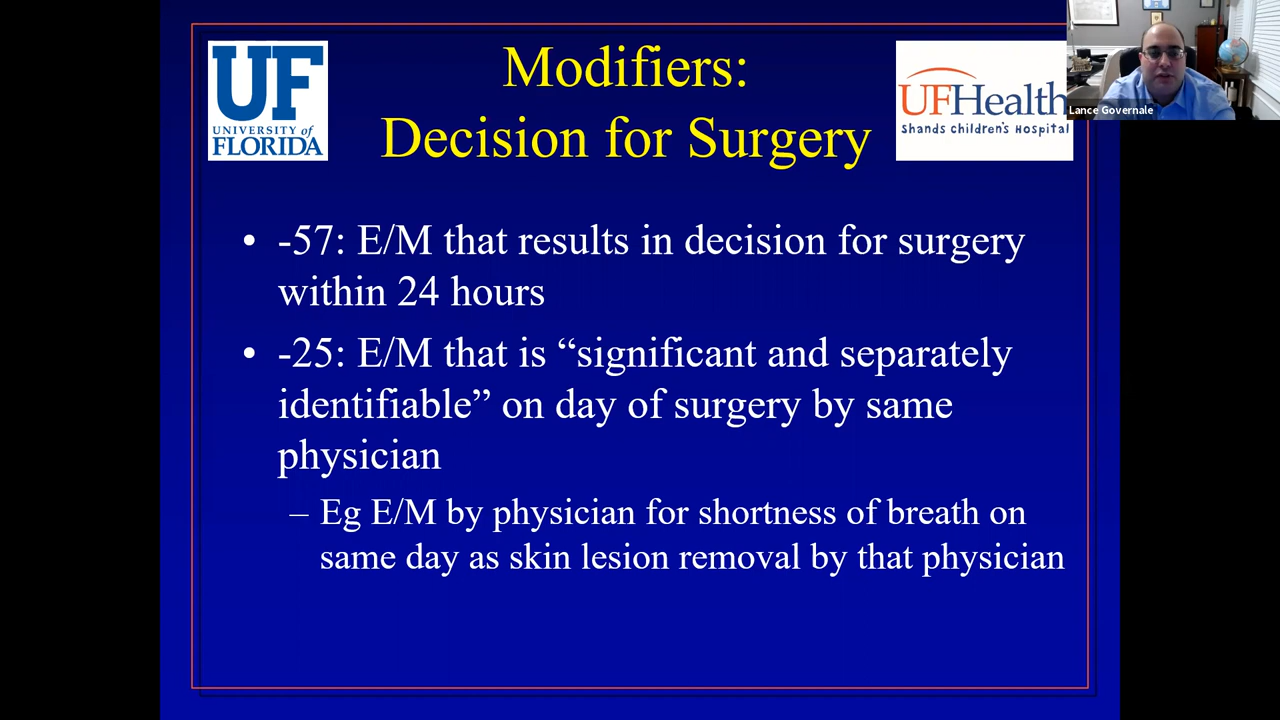 UF
UNIVERSITY of
FLORIDA
Modifiers:
Decision for Surgery
UFHealth
Shands Children's Hospital
Lance Governale
• -57: E/M that results in decision for surgery
within 24 hours
• -25: E/M that is “significant and separately
identifiable” on day of surgery by same
physician
– Eg E/M by physician for shortness of breath on
same day as skin lesion removal by that physician